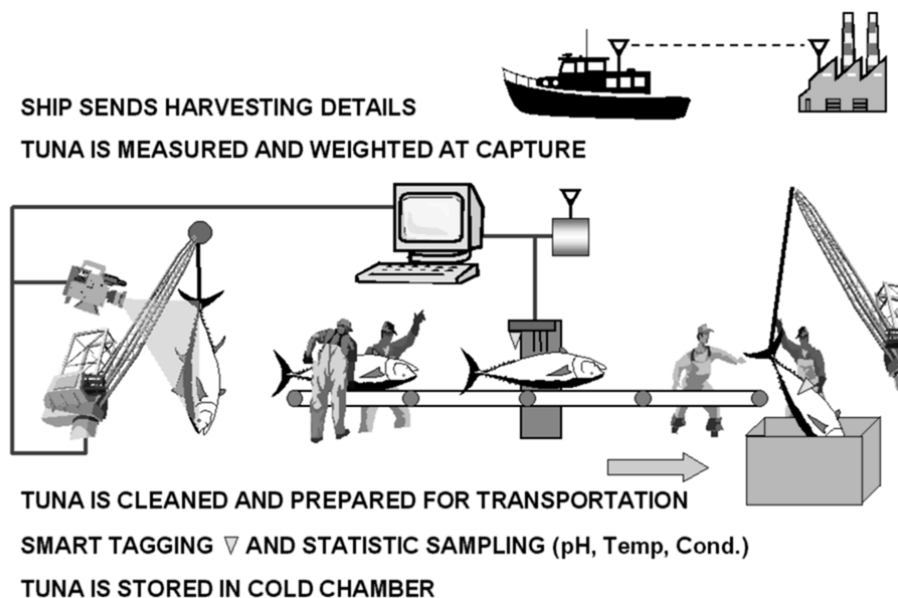 SHIP SENDS HARVESTING DETAILS
TUNA IS MEASURED AND WEIGHTED AT CAPTURE
TUNA IS CLEANED AND PREPARED FOR TRANSPORTATION
SMART TAGGING ▽ AND STATISTIC SAMPLING (pH, Temp, Cond.)
TUNA IS STORED IN COLD CHAMBER